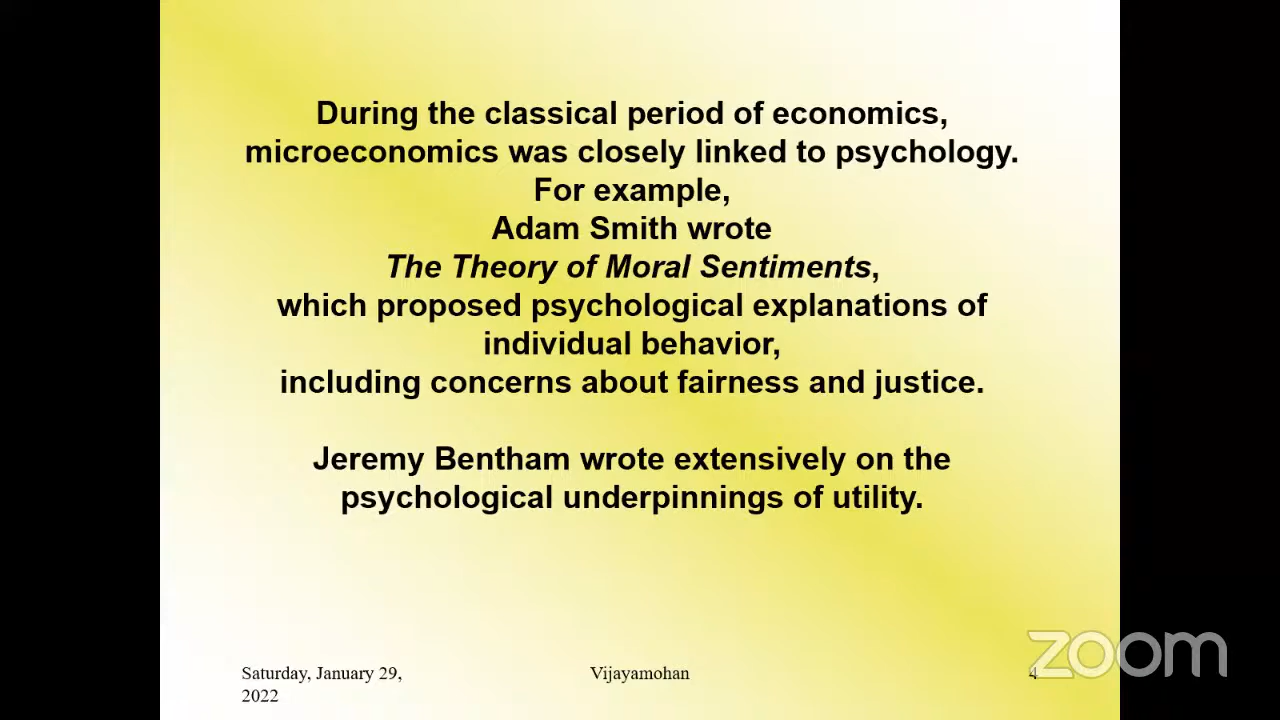 During the classical period of economics,
microeconomics was closely linked to psychology.
For example,
Adam Smith wrote
The Theory of Moral Sentiments,
which proposed psychological explanations of
individual behavior,
including concerns about fairness and justice.
Jeremy Bentham wrote extensively on the
psychological underpinnings of utility.
Saturday, January 29,
2022
Vijayamohan
4
zoom